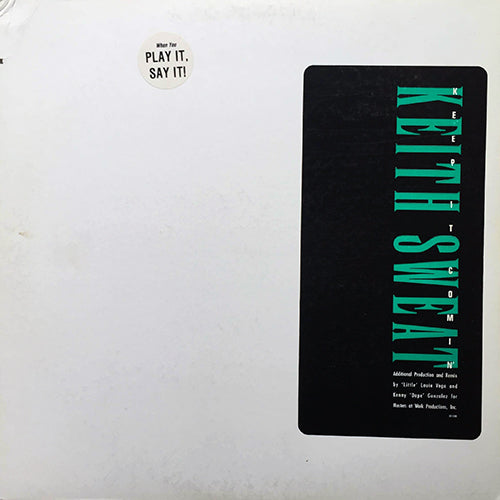 When You
PLAY IT,
SAY IT!
KEITH SWEAT
KEEP IT COMIN'
Additional Production and Remix
by 'Little' Louie Vega and
Kenny 'Dope' Gonzalez for
Masters at Work Productions, Inc.